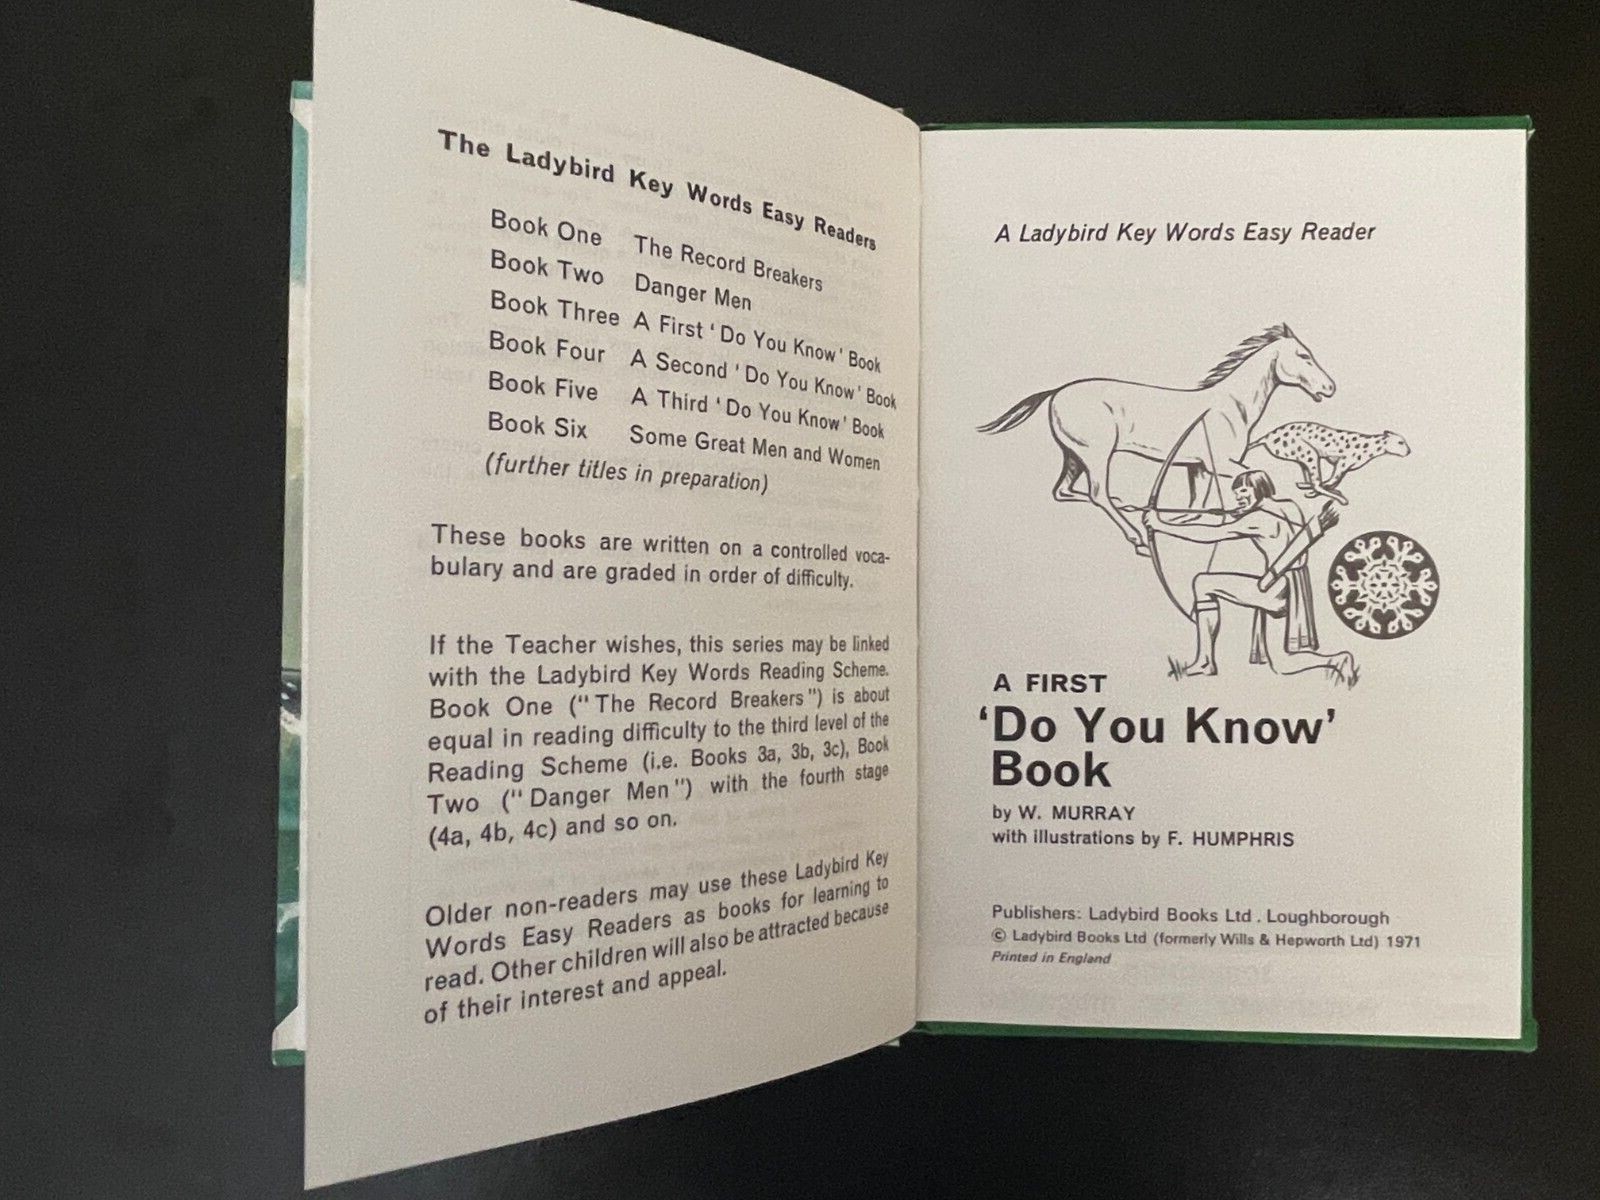 The Ladybird Key Words Easy Readers
Book One The Record Breakers
Book Two Danger Men
Book Three A First ‘Do You Know’ Book
Book Four A Second ‘Do You Know’ Book
Book Five A Third ‘Do You Know’ Book
Book Six Some Great Men and Women
(further titles in preparation)
These books are written on a controlled voca-
bulary and are graded in order of difficulty.
If the Teacher wishes, this series may be linked
with the Ladybird Key Words Reading Scheme.
Book One (“The Record Breakers”) is about
equal in reading difficulty to the third level of the
Reading Scheme (i.e. Books 3a, 3b, 3c), Book
Two (“Danger Men”) with the fourth stage
(4a, 4b, 4c) and so on.
Older non-readers may use these Ladybird Key
Words Easy Readers as books for learning to
read. Other children will also be attracted because
of their interest and appeal.
A Ladybird Key Words Easy Reader
A FIRST
‘Do You Know’
Book
by W. MURRAY
with illustrations by F. HUMPHRIS
Publishers: Ladybird Books Ltd . Loughborough
© Ladybird Books Ltd (formerly Wills & Hepworth Ltd) 1971
Printed in England